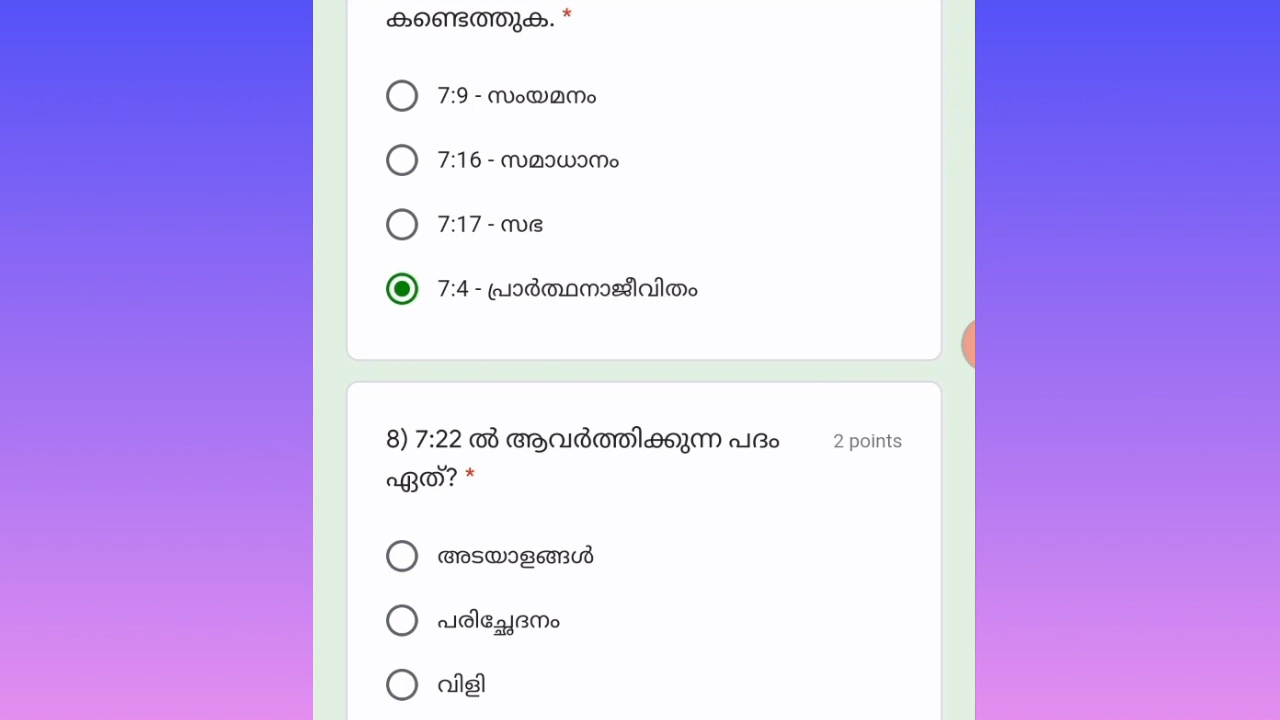 കണ്ടെത്തുക. *
7:9 - സംയമനം
7:16 - സമാധാനം
7:17 - സഭ
7:4 - പ്രാർത്ഥനാജീവിതം
8) 7:22 ൽ ആവർത്തിക്കുന്ന പദം 2 points
ഏത്? *
അടയാളങ്ങൾ
പരിച്ഛേദനം
വിളി